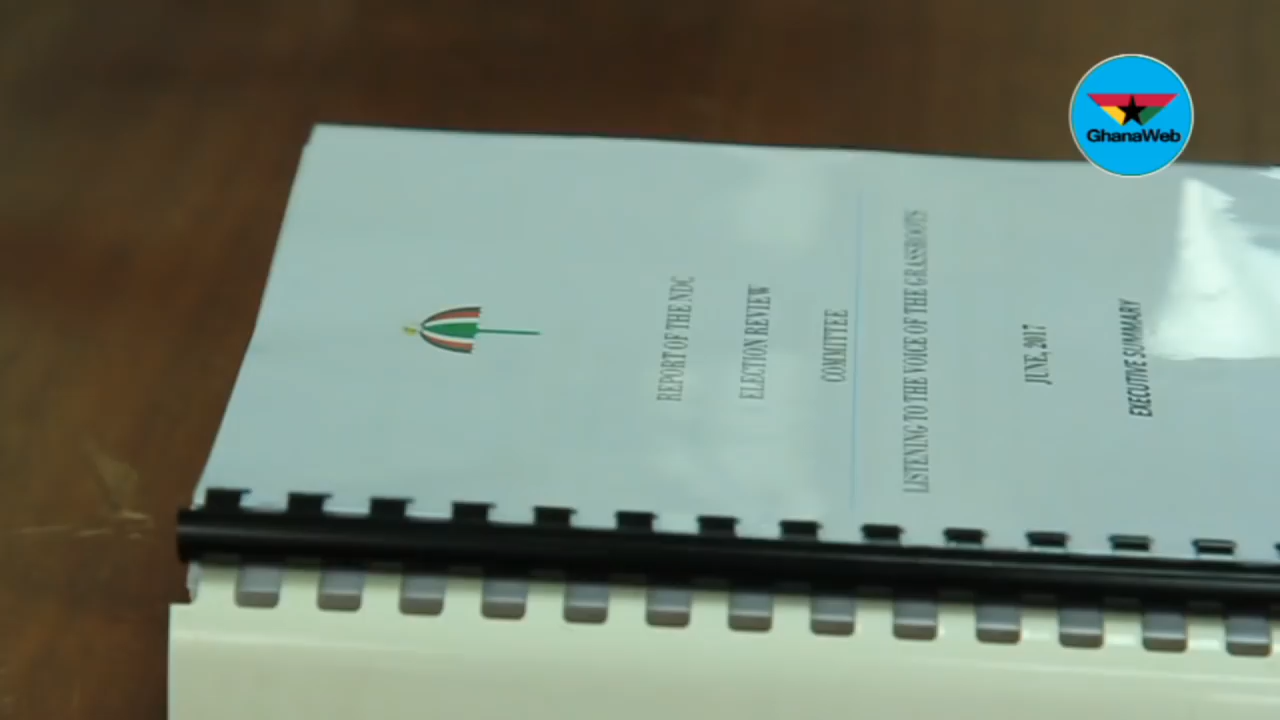 REPORT OF THE NDC
ELECTION REVIEW
COMMITTEE
LISTENING TO THE VOICE OF THE GRASSROOTS
JUNE, 2017
EXECUTIVE SUMMARY
GhanaWeb